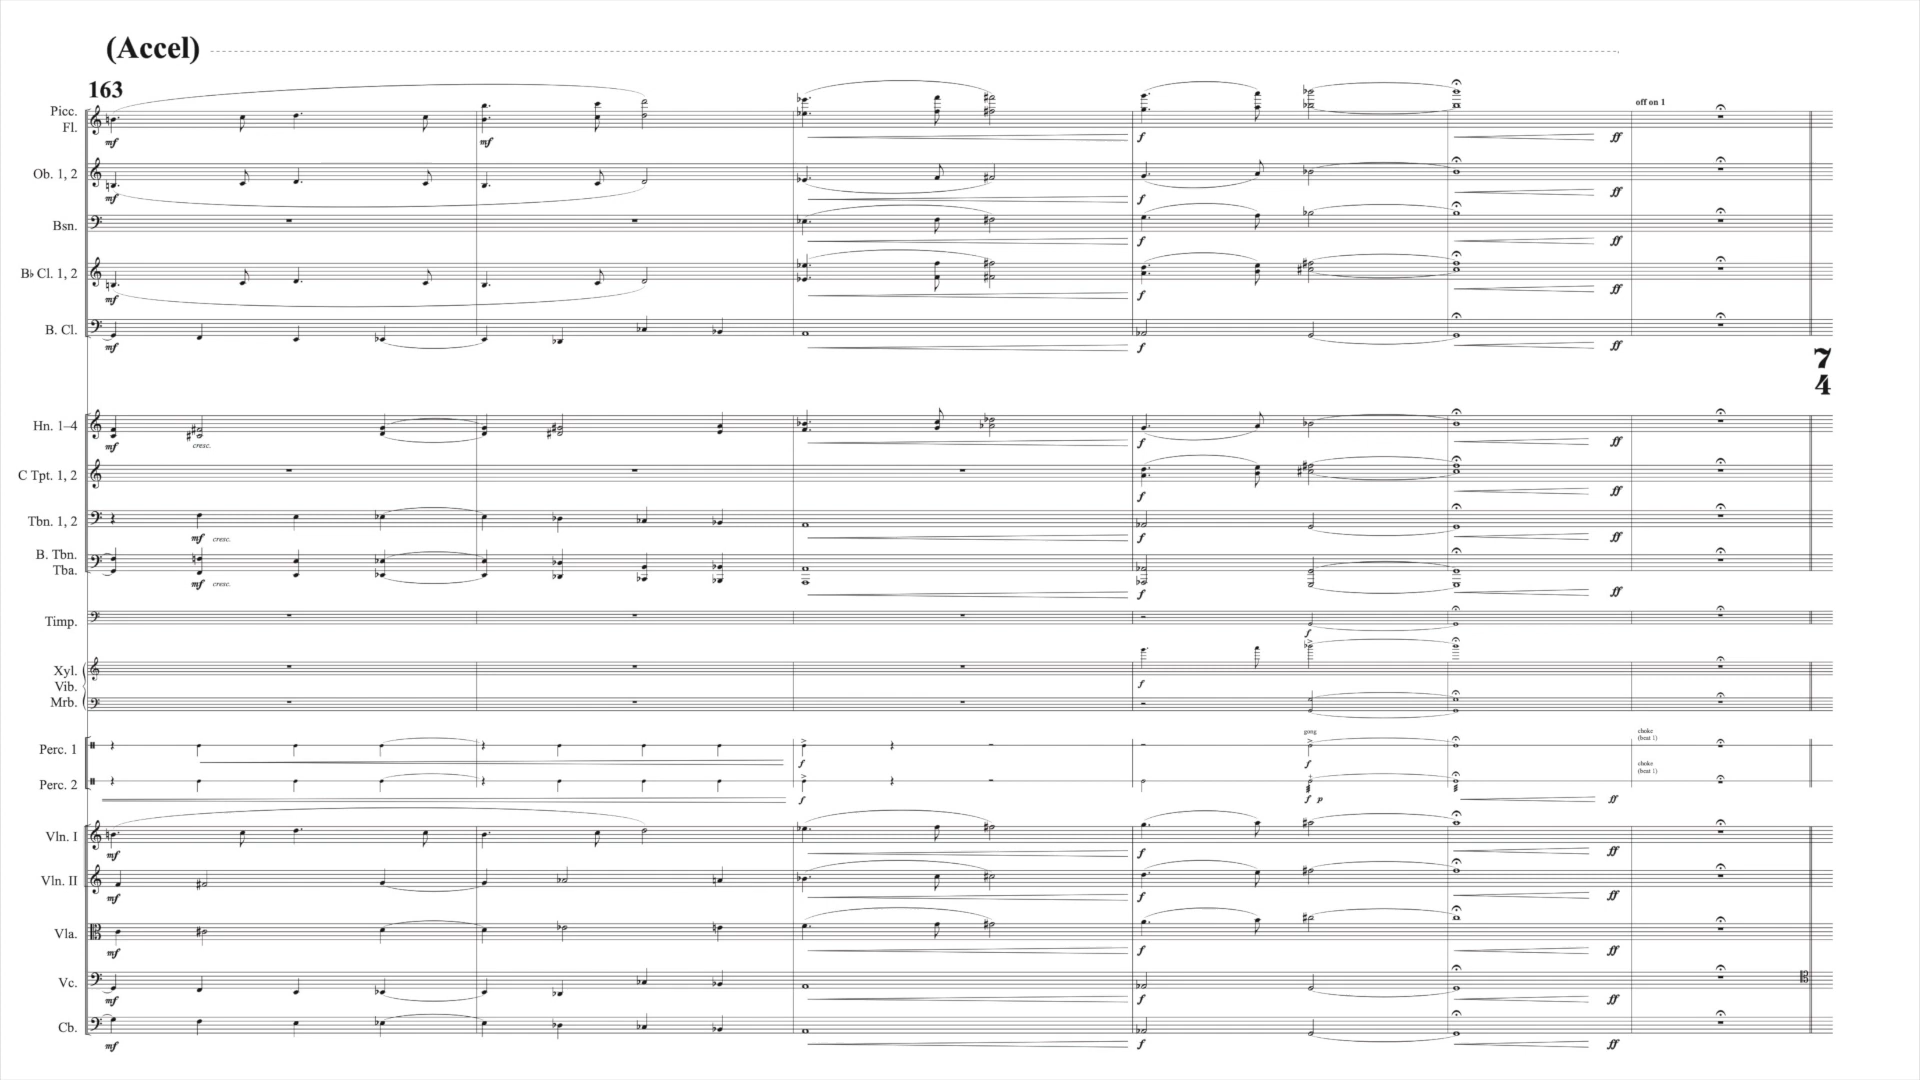 (Accel)
163
Picc.
Fl.
mf
mf
f
ff
off on 1
Ob. 1, 2
mf
f
ff
Bsn.
f
ff
B♭ Cl. 1, 2
mf
f
ff
B. Cl.
mf
f
ff
7
4
Hn. 1–4
mf
cresc.
f
ff
C Tpt. 1, 2
f
ff
Tbn. 1, 2
mf cresc.
f
ff
B. Tbn.
Tba.
mf cresc.
f
ff
Timp.
f
Xyl.
Vib.
Mrb.
f
Perc. 1
f
gong
f
choke
(beat 1)
Perc. 2
f
f p
ff
choke
(beat 1)
Vln. I
mf
f
ff
Vln. II
mf
f
ff
Vla.
mf
f
ff
Vc.
mf
f
ff
Cb.
mf
f
ff